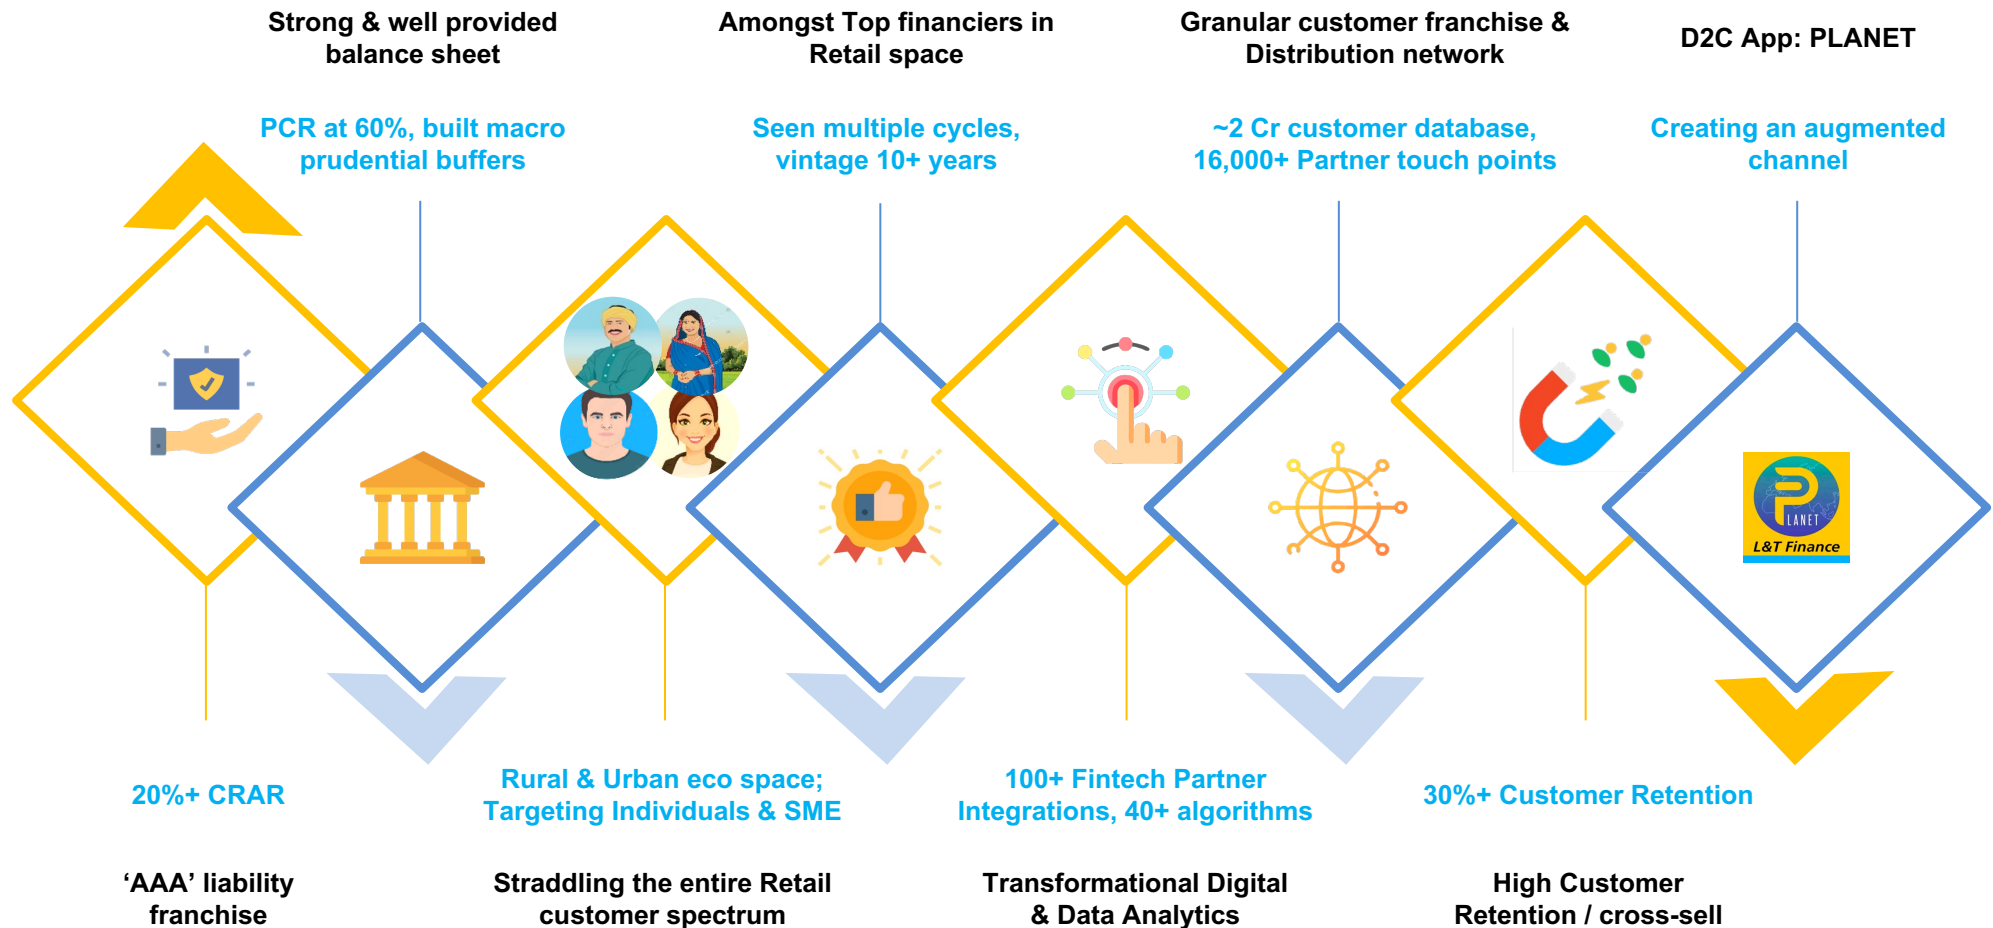 Strong & well provided
balance sheet
PCR at 60%, built macro
prudential buffers
Amongst Top financiers in
Retail space
Seen multiple cycles,
vintage 10+ years
Granular customer franchise &
Distribution network
~2 Cr customer database,
16,000+ Partner touch points
D2C App: PLANET
Creating an augmented
channel
P
LANET
L&T Finance
20%+ CRAR
‘AAA’ liability
franchise
Rural & Urban eco space;
Targeting Individuals & SME
Straddling the entire Retail
customer spectrum
100+ Fintech Partner
Integrations, 40+ algorithms
Transformational Digital
& Data Analytics
30%+ Customer Retention
High Customer
Retention / cross-sell